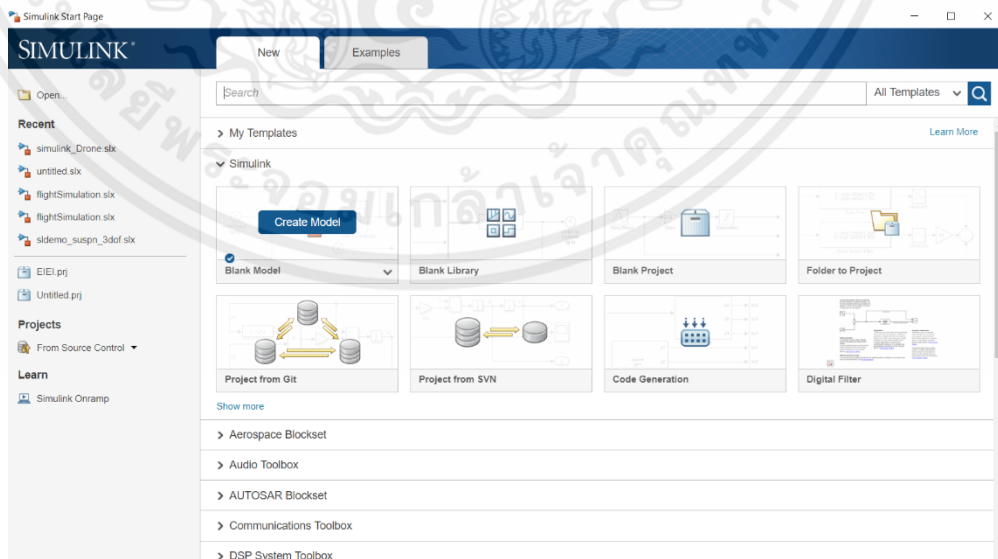 Simulink Start Page
SIMULINK®
New
Examples
Open...
Search
All Templates
Recent
simulink_Drone.slx
untitled.slx
flightSimulation.slx
flightSimulation.slx
sldemo_suspn_3dof.slx
EIEI.prj
Untitled.prj
Projects
From Source Control
Learn
Simulink Onramp
My Templates
Learn More
Simulink
Create Model
Blank Model
Blank Library
Blank Project
Folder to Project
Project from Git
Project from SVN
Code Generation
Digital Filter
Show more
Aerospace Blockset
Audio Toolbox
AUTOSAR Blockset
Communications Toolbox
DSP System Toolbox